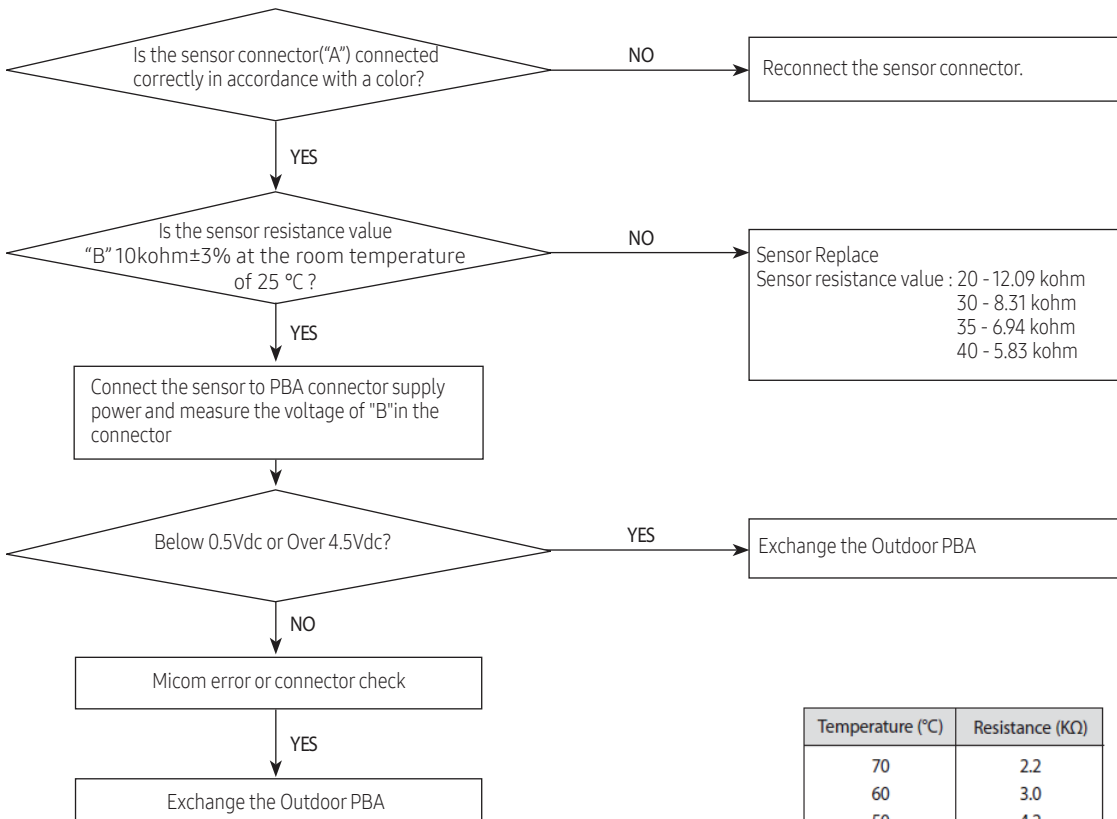 Is the sensor connector("A") connected
correctly in accordance with a color?
NO
Reconnect the sensor connector.
YES
Is the sensor resistance value
"B" 10kohm±3% at the room temperature
of 25 °C ?
NO
Sensor Replace
Sensor resistance value : 20 - 12.09 kohm
30 - 8.31 kohm
35 - 6.94 kohm
40 - 5.83 kohm
YES
Connect the sensor to PBA connector supply
power and measure the voltage of "B"in the
connector
Below 0.5Vdc or Over 4.5Vdc?
YES
Exchange the Outdoor PBA
NO
Micom error or connector check
YES
Exchange the Outdoor PBA
Temperature (°C) Resistance (KΩ)
70 2.2
60 3.0